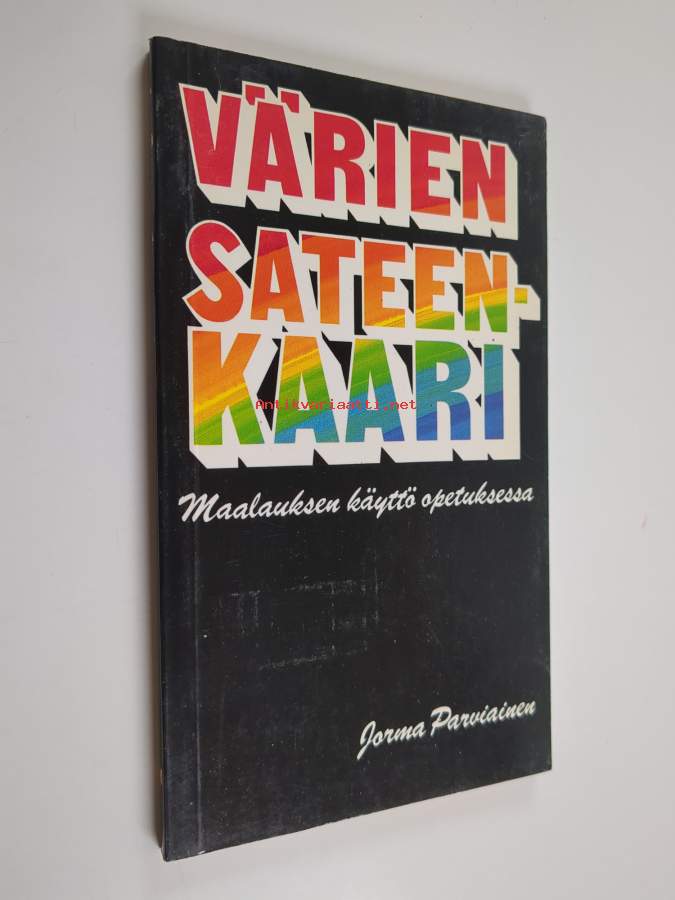 VÄRIEN
SATEEN-
KAARI
Antikvariaatti.net
Maalauksen käyttö opetuksessa
Jorma Parviainen